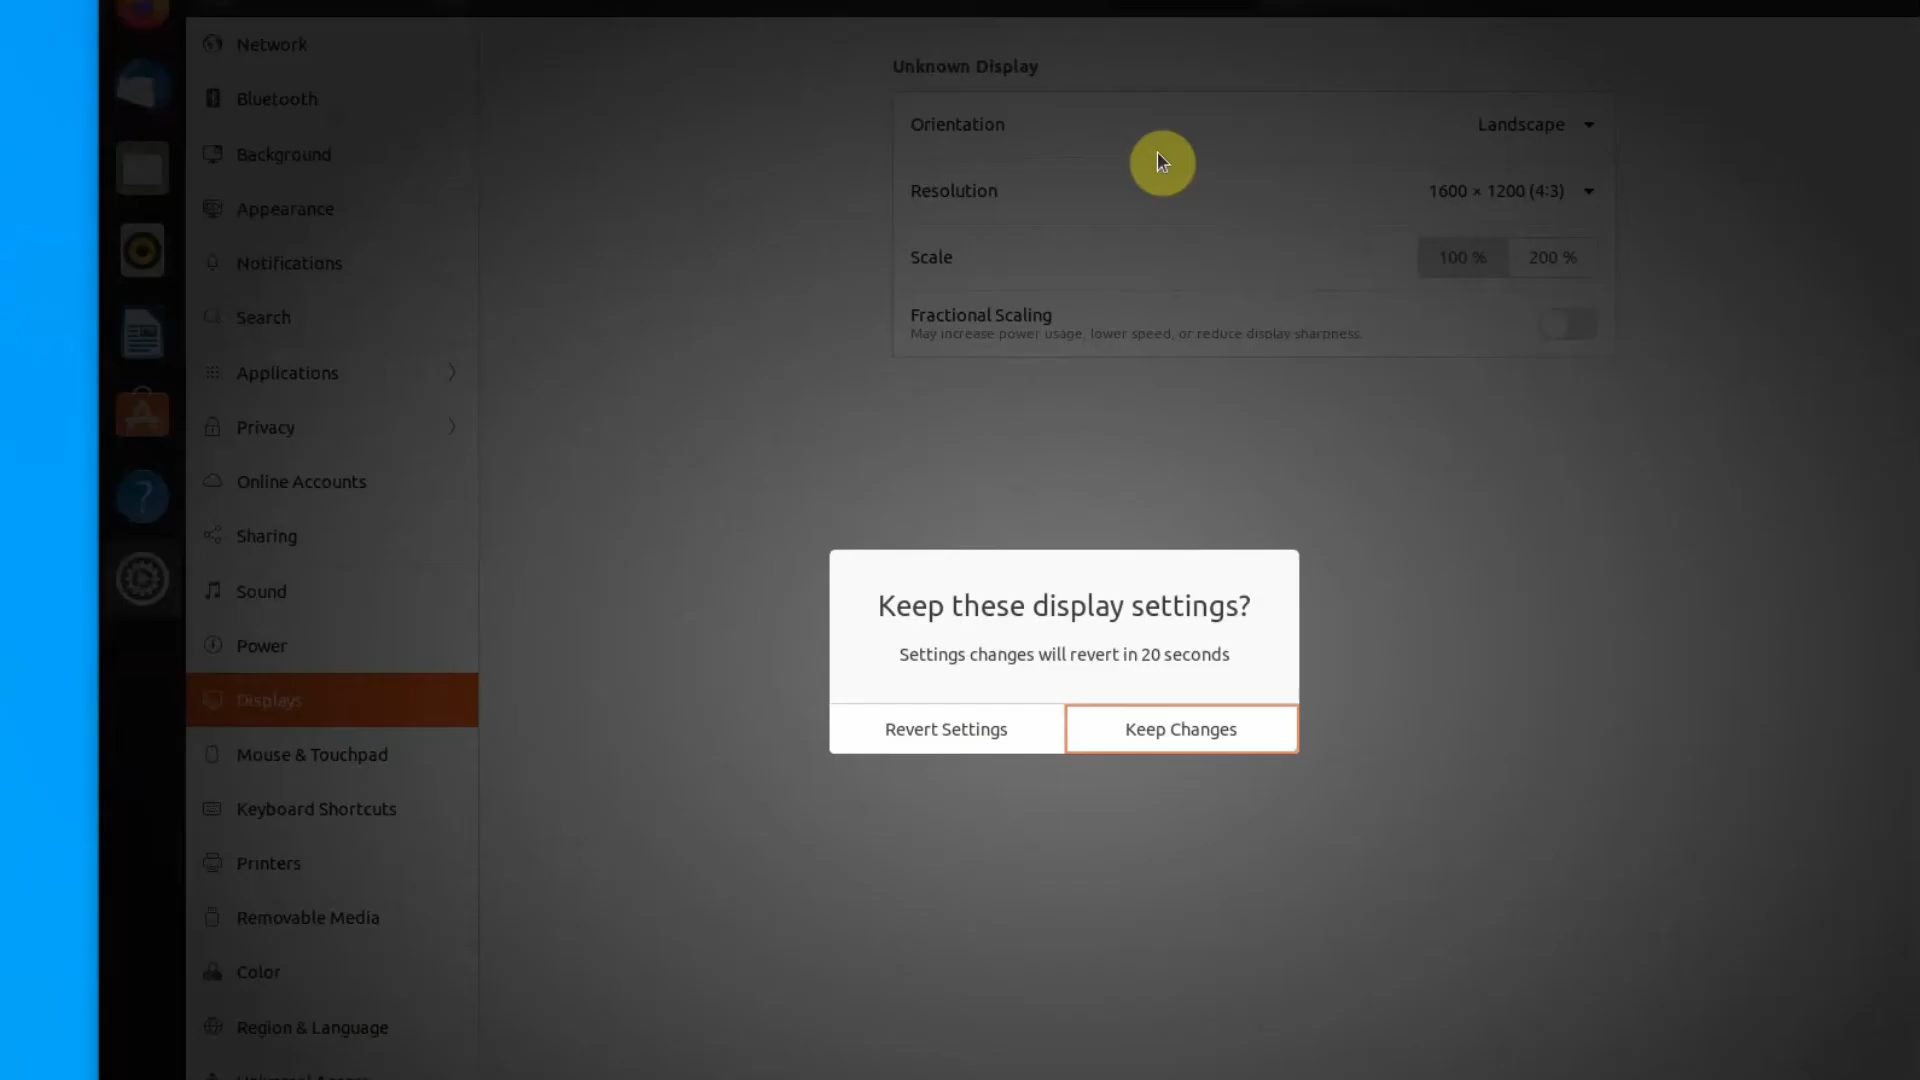 Network
Bluetooth
Background
Appearance
Notifications
Search
Applications
Privacy
Online Accounts
Sharing
Sound
Power
Displays
Mouse & Touchpad
Keyboard Shortcuts
Printers
Removable Media
Color
Region & Language
Unknown Display
Orientation Landscape
Resolution 1600 × 1200 (4:3)
Scale 100 % 200 %
Fractional Scaling
May increase power usage, lower speed, or reduce display sharpness.
Keep these display settings?
Settings changes will revert in 20 seconds
Revert Settings Keep Changes